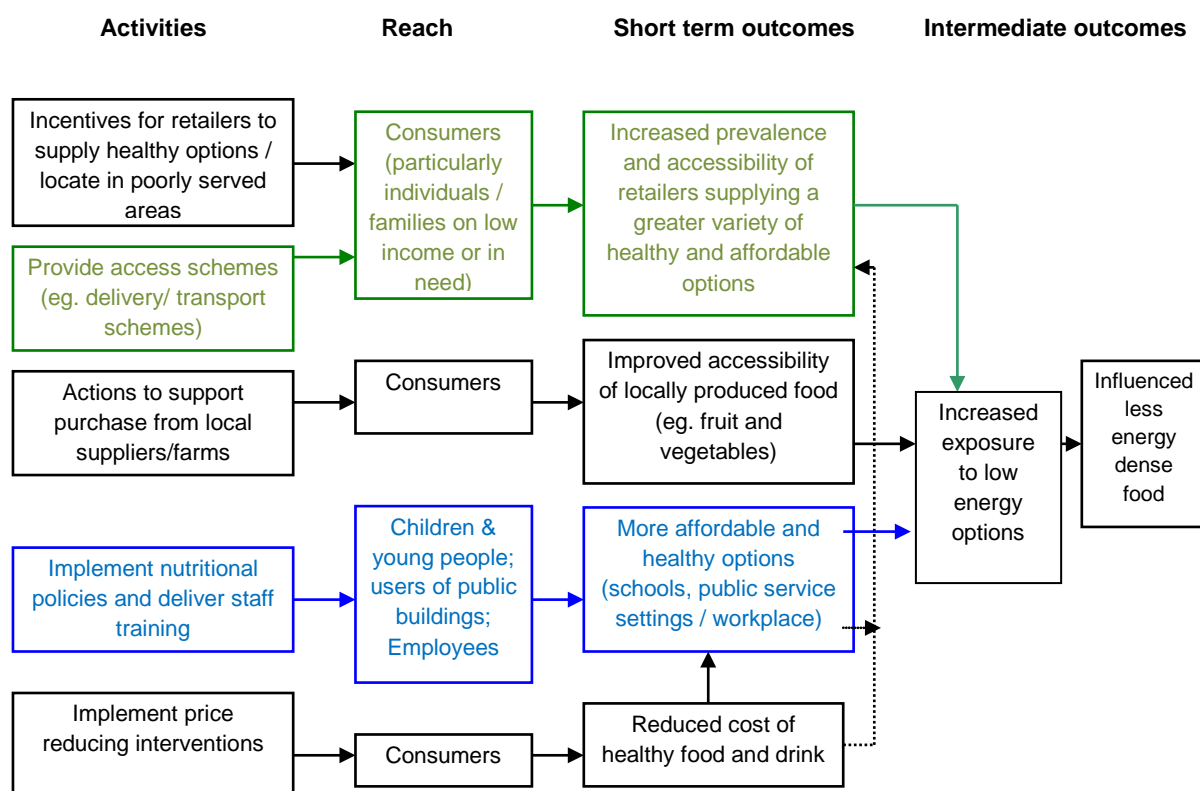 Activities
Reach
Short term outcomes
Intermediate outcomes
Incentives for retailers to
supply healthy options /
locate in poorly served
areas
Consumers
(particularly
individuals /
families on low
income or in
need)
Increased prevalence
and accessibility of
retailers supplying a
greater variety of
healthy and affordable
options
Provide access schemes
(eg. delivery/ transport
schemes)
Actions to support
purchase from local
suppliers/farms
Consumers
Improved accessibility
of locally produced food
(eg. fruit and
vegetables)
Increased
exposure
to low
energy
options
Influenced
less
energy
dense
food
Implement nutritional
policies and deliver staff
training
Children &
young people;
users of public
buildings;
Employees
More affordable and
healthy options
(schools, public service
settings / workplace)
Implement price
reducing interventions
Consumers
Reduced cost of
healthy food and drink